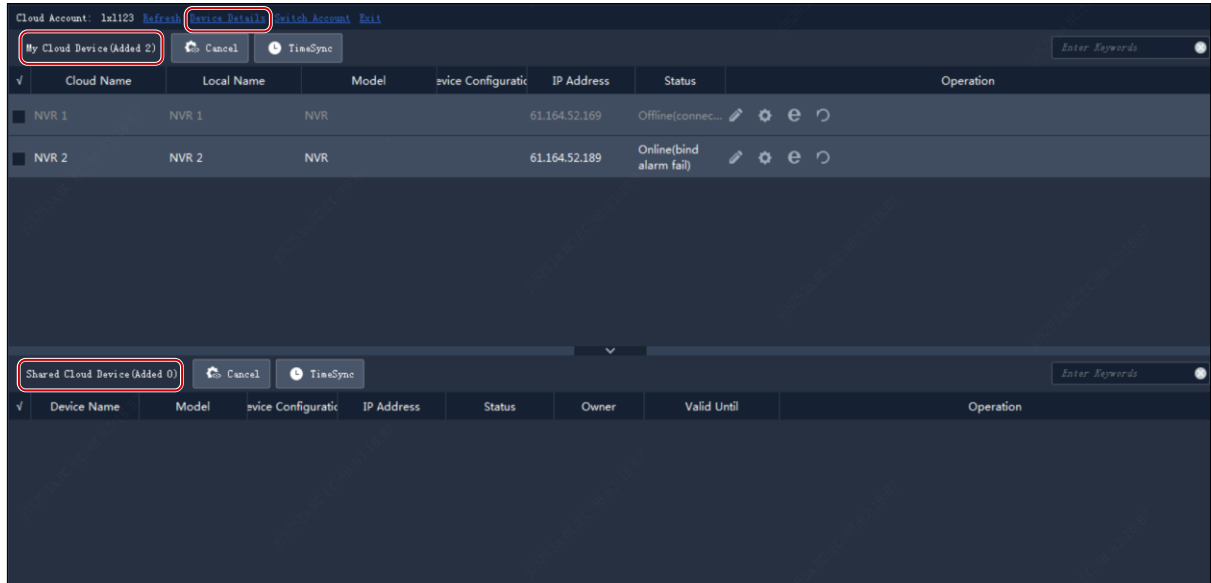 Cloud Account: lxl123 Refresh Device Details Switch Account Exit
My Cloud Device(Added 2) Cancel TimeSync Enter Keywords
√ Cloud Name Local Name Model evice Configuratic IP Address Status Operation
NVR 1 NVR 1 NVR 61.164.52.169 Offline(connec...
NVR 2 NVR 2 NVR 61.164.52.189 Online(bind
alarm fail)
Shared Cloud Device(Added 0) Cancel TimeSync Enter Keywords
√ Device Name Model evice Configuratic IP Address Status Owner Valid Until Operation